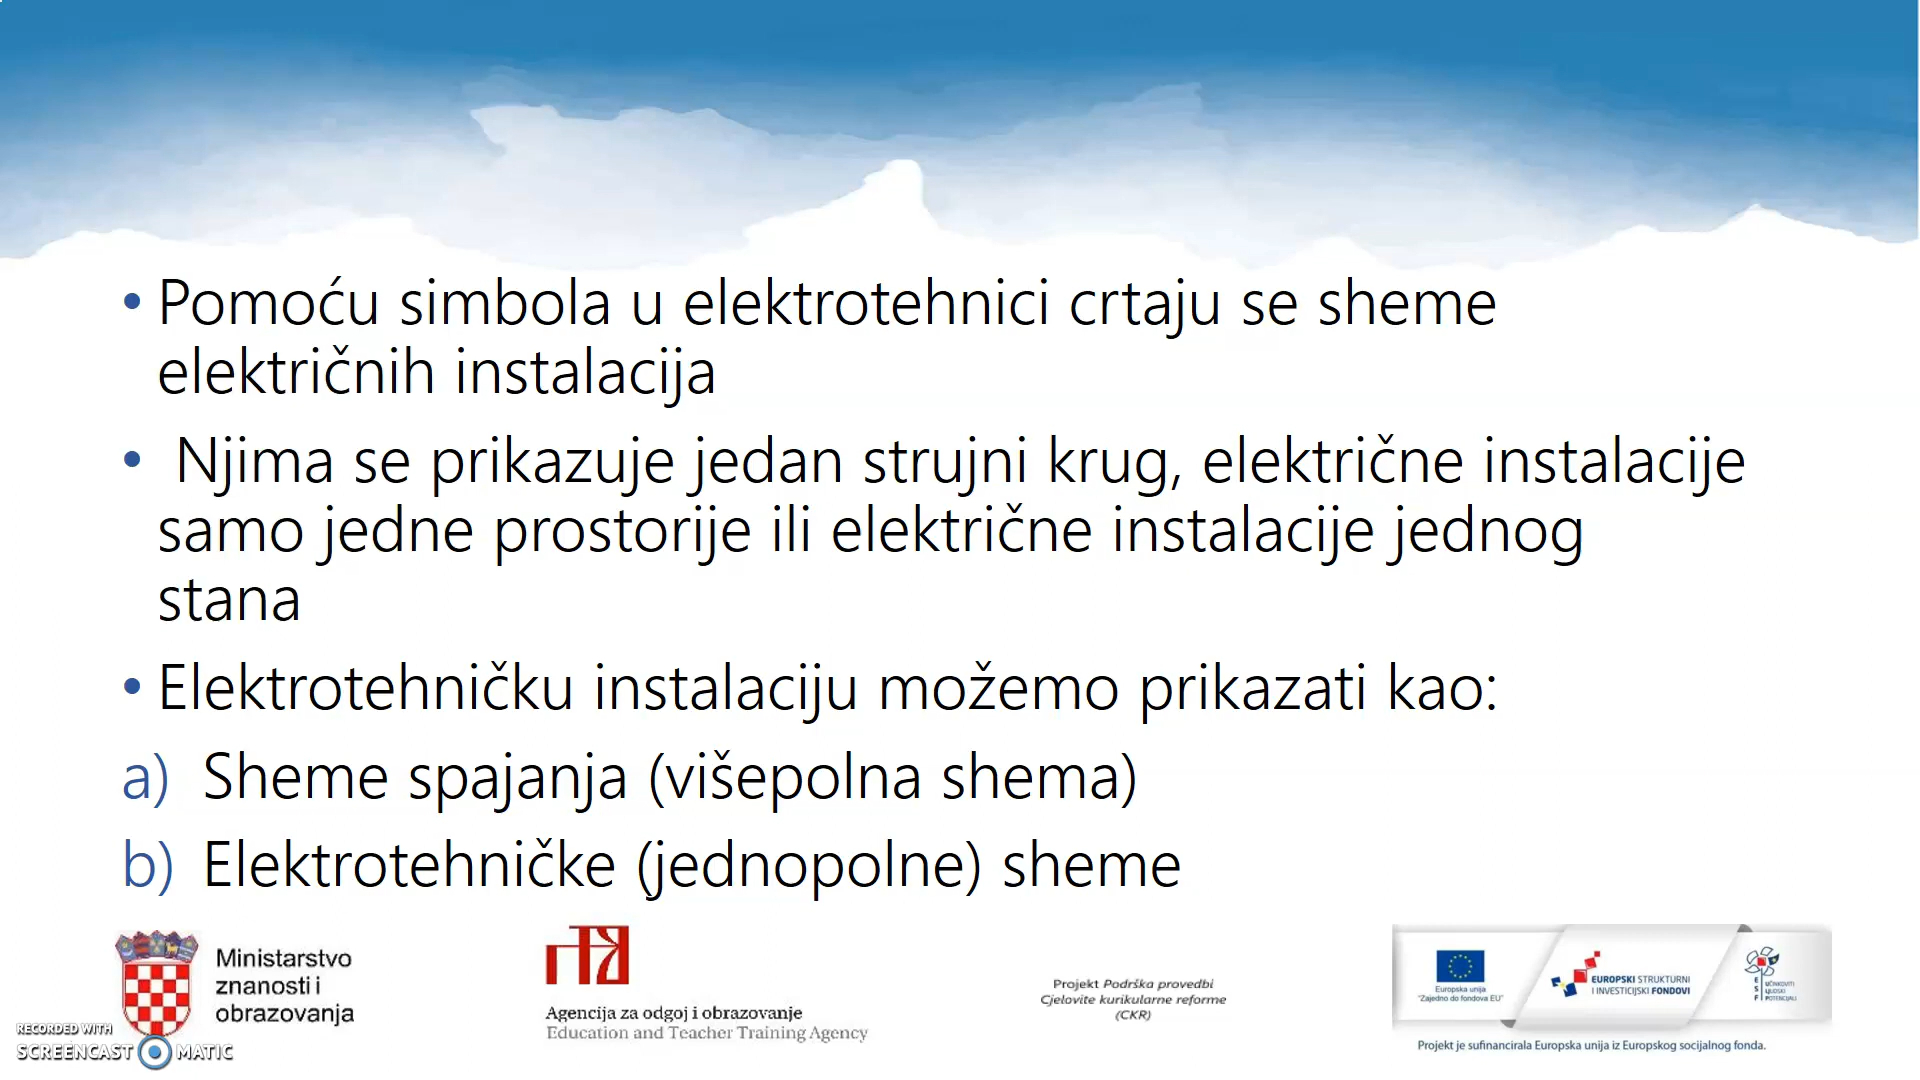 • Pomoću simbola u elektrotehnici crtaju se sheme
električnih instalacija
• Njima se prikazuje jedan strujni krug, električne instalacije
samo jedne prostorije ili električne instalacije jednog
stana
• Elektrotehničku instalaciju možemo prikazati kao:
a) Sheme spajanja (višepolna shema)
b) Elektrotehničke (jednopolne) sheme
Ministarstvo
znanosti i
obrazovanja
Agencija za odgoj i obrazovanje
Education and Teacher Training Agency
Projekt Podrška provedbi
Cjelovite kurikularne reforme
(CKR)
Europska unija
"Zajedno do fondova EU"
EUROPSKI STRUKTURNI
I INVESTICIJSKI FONDOVI
ESF
UČINKOVITI
LJUDSKI
POTENCIJALI
Projekt je sufinancirala Europska unija iz Europskog socijalnog fonda.
RECORDED WITH
SCREENCAST MATIC